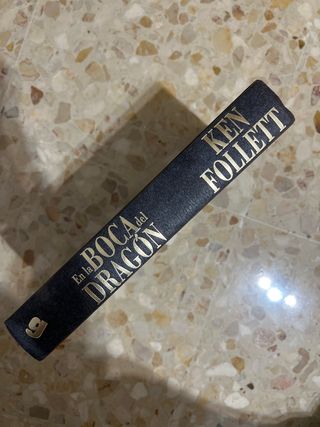 En la BOCA del
DRAGÓN
KEN
FOLLETT